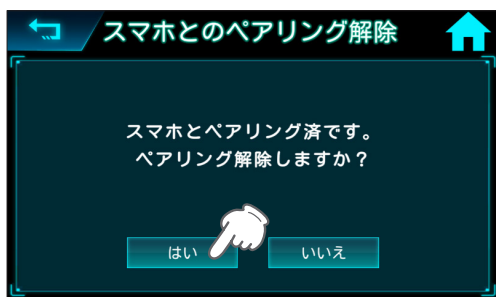 スマホとのペアリング解除
スマホとペアリング済です。
ペアリング解除しますか？
はい
いいえ